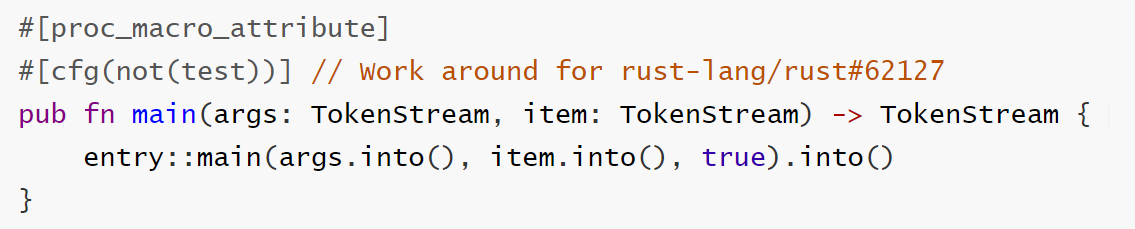 #[proc_macro_attribute]
#[cfg(not(test))] // Work around for rust-lang/rust#62127
pub fn main(args: TokenStream, item: TokenStream) -> TokenStream {
    entry::main(args.into(), item.into(), true).into()
}